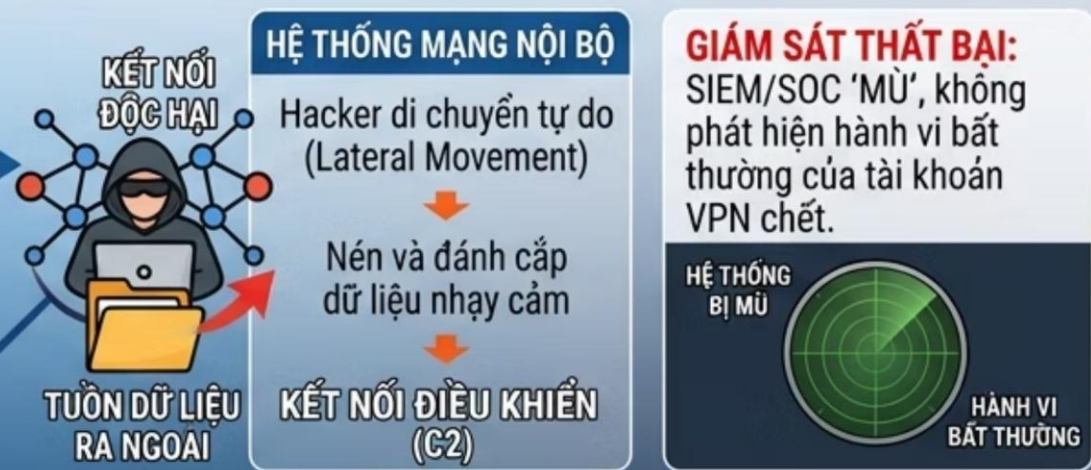 KẾT NỐI
ĐỘC HẠI
TUỒN DỮ LIỆU
RA NGOÀI
HỆ THỐNG MẠNG NỘI BỘ
Hacker di chuyển tự do
(Lateral Movement)
Nén và đánh cắp
dữ liệu nhạy cảm
KẾT NỐI ĐIỀU KHIỂN
(C2)
GIÁM SÁT THẤT BẠI:
SIEM/SOC ‘MÙ’, không
phát hiện hành vi bất
thường của tài khoán
VPN chết.
HỆ THỐNG
BỊ MÙ
HÀNH VI
BẤT THƯỜNG